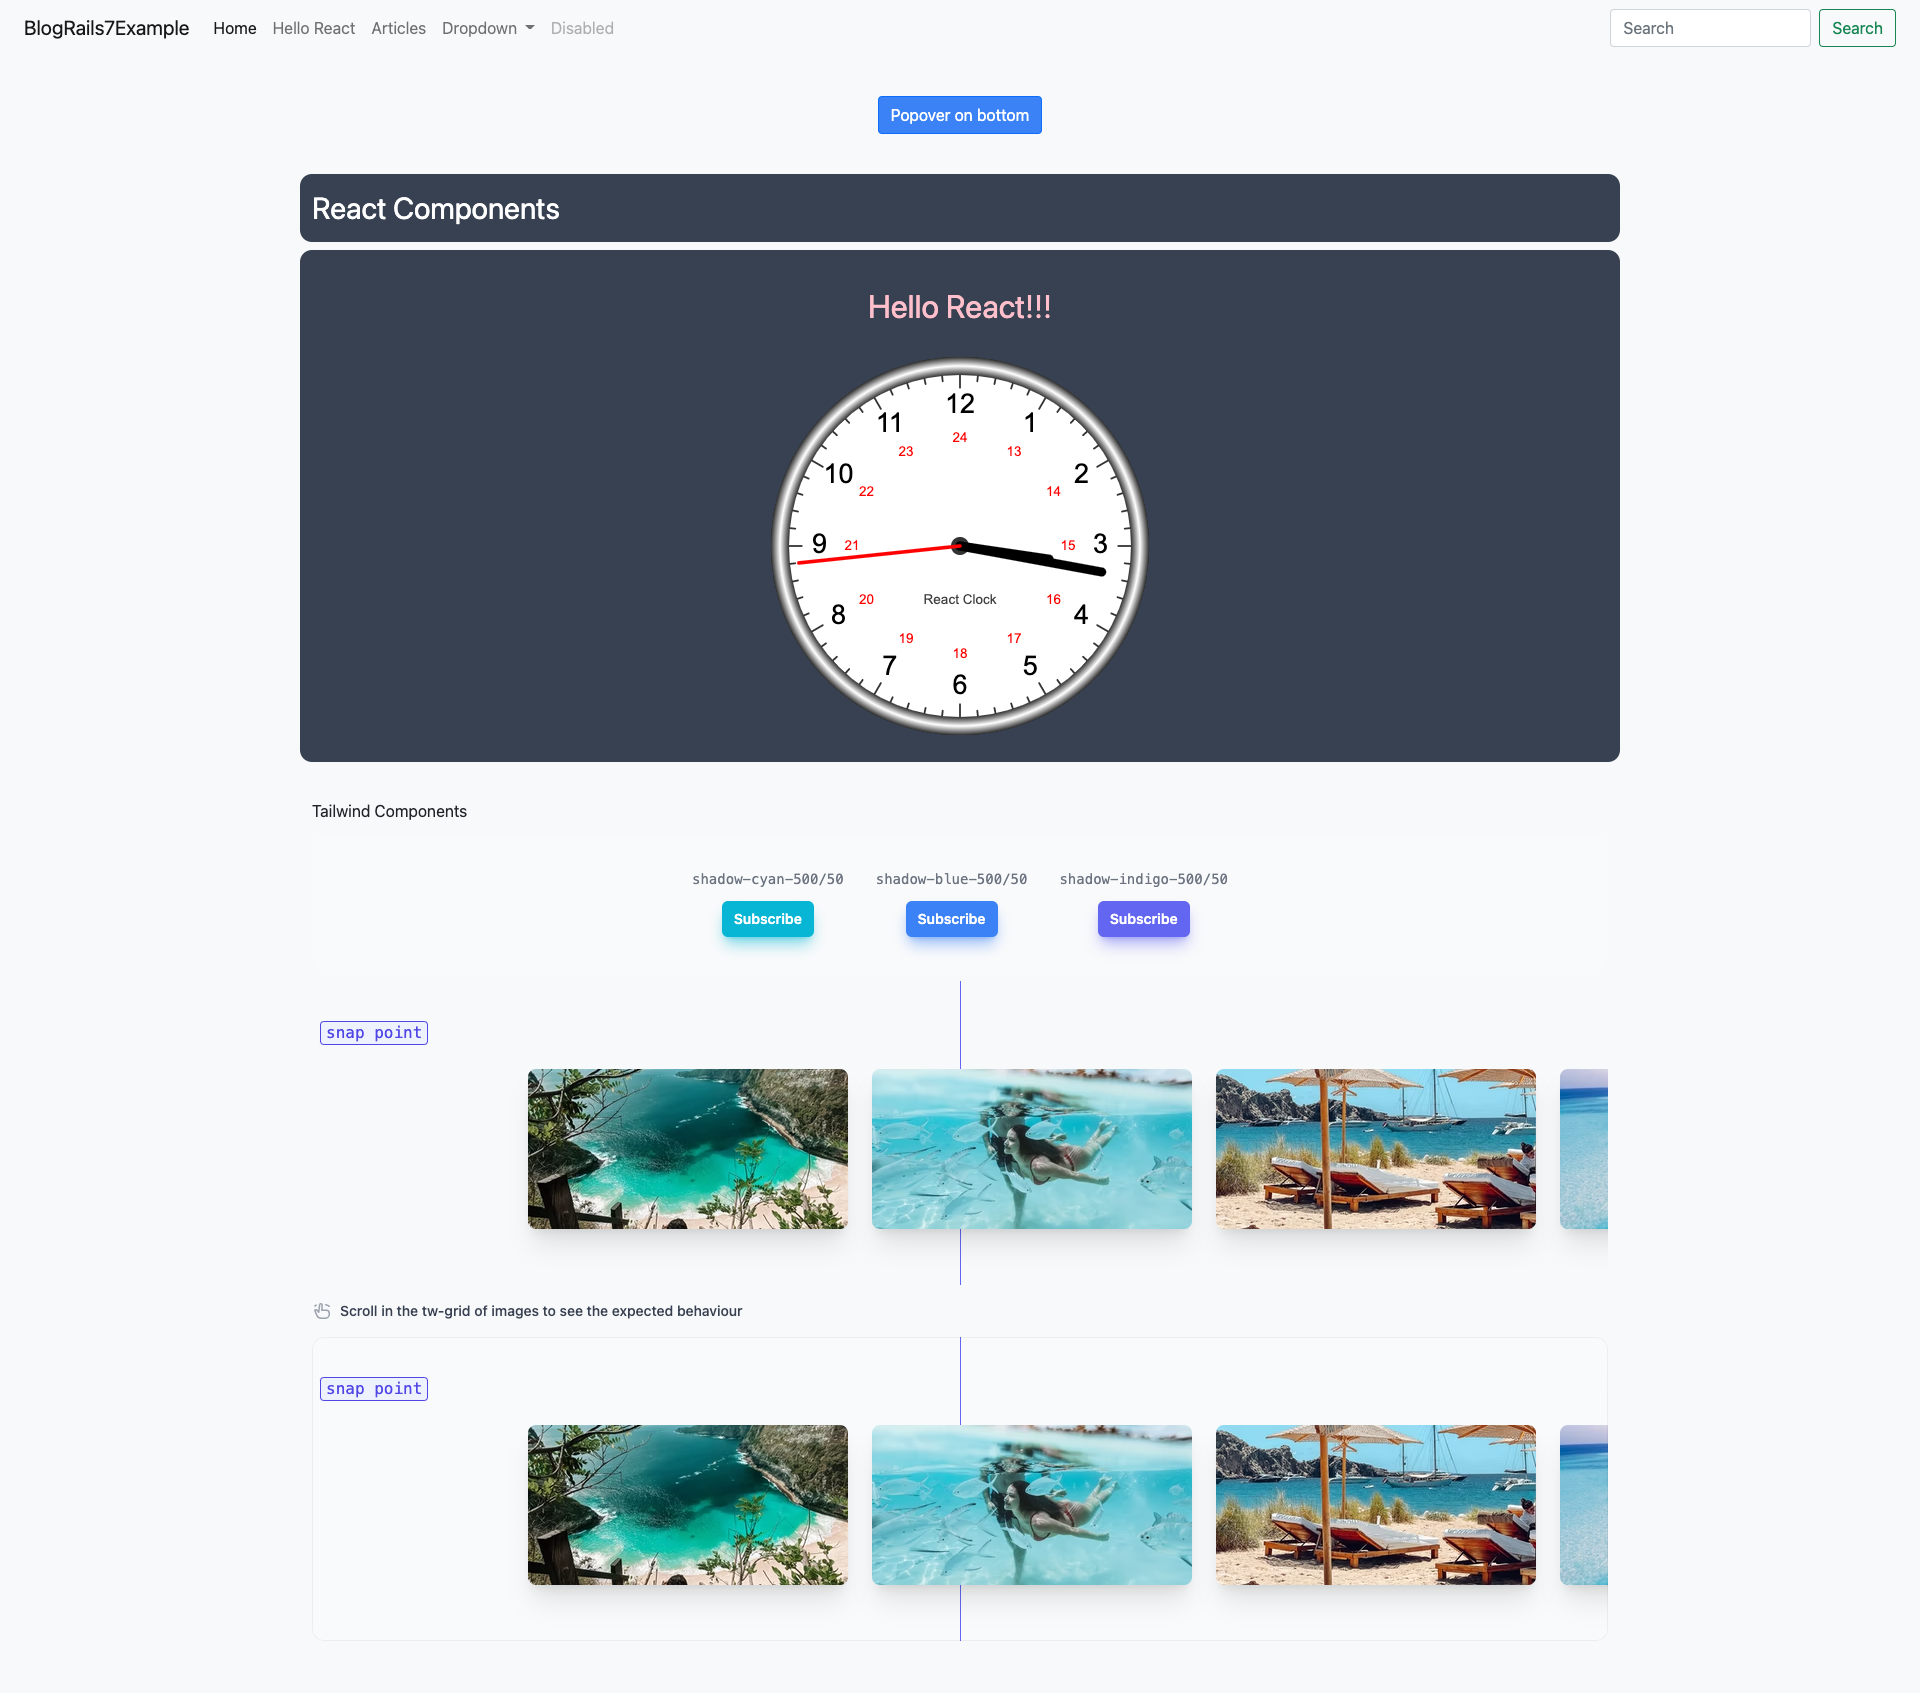 BlogRails7Example Home Hello React Articles Dropdown Disabled Search Search
Popover on bottom
React Components
Hello React!!!
12
11 1
24
23 13
10 2
22 14
9 21 15 3
20 React Clock 16
8 4
19 17
18
7 5
6
Tailwind Components
shadow-cyan-500/50 shadow-blue-500/50 shadow-indigo-500/50
Subscribe Subscribe Subscribe
snap point
Scroll in the tw-grid of images to see the expected behaviour
snap point